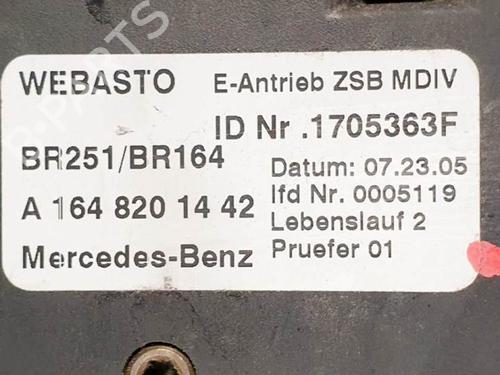 WEBASTO E-Antrieb ZSB MDIV
ID Nr .1705363F
BR251/BR164 Datum: 07.23.05
lfd Nr. 0005119
A 164 820 14 42 Lebenslauf 2
Mercedes-Benz Pruefer 01